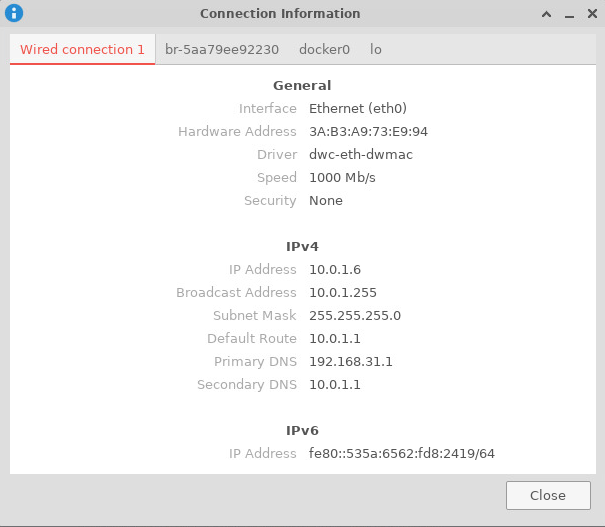 Connection Information
Wired connection 1 br-5aa79ee92230 docker0 lo
General
Interface Ethernet (eth0)
Hardware Address 3A:B3:A9:73:E9:94
Driver dwc-eth-dwmac
Speed 1000 Mb/s
Security None
IPv4
IP Address 10.0.1.6
Broadcast Address 10.0.1.255
Subnet Mask 255.255.255.0
Default Route 10.0.1.1
Primary DNS 192.168.31.1
Secondary DNS 10.0.1.1
IPv6
IP Address fe80::535a:6562:fd8:2419/64
Close